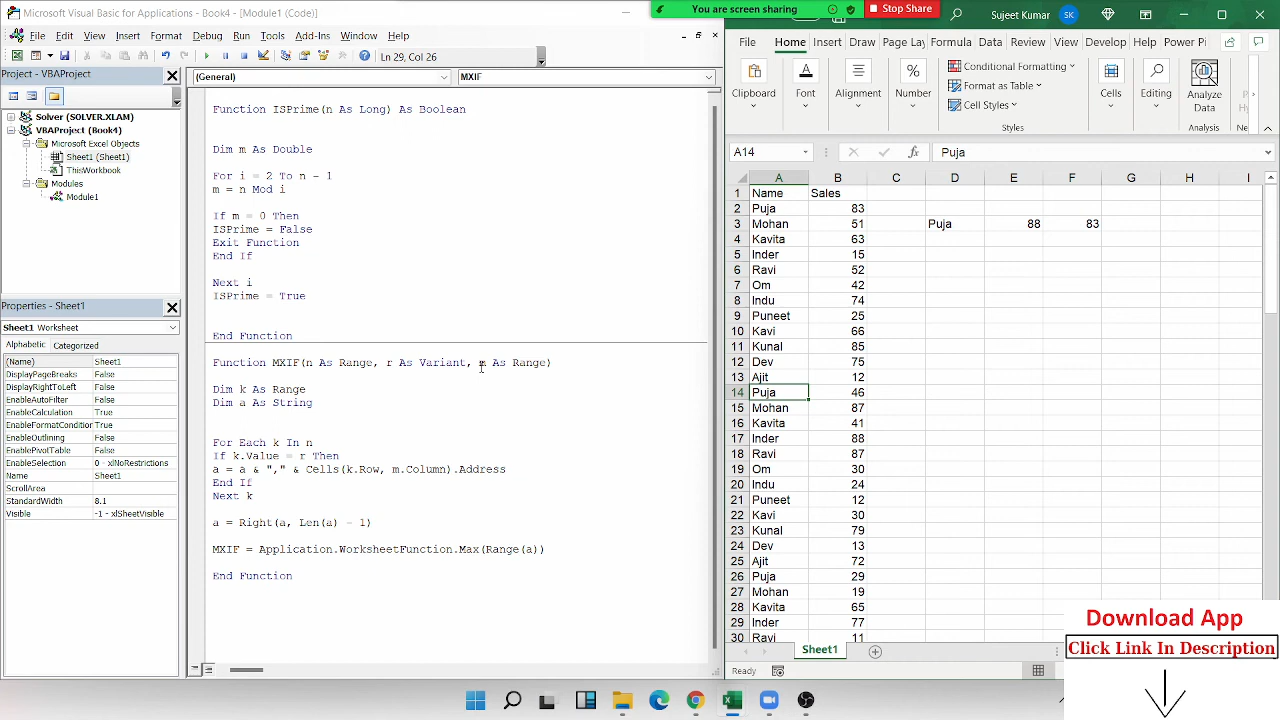 Microsoft Visual Basic for Applications - Book4 - [Module1 (Code)]
You are screen sharing
Stop Share
Sujeet Kumar
SK
File Edit View Insert Format Debug Run Tools Add-Ins Window Help
Ln 29, Col 26
Project - VBAProject
Solver (SOLVER.XLAM)
VBAProject (Book4)
Microsoft Excel Objects
Sheet1 (Sheet1)
ThisWorkbook
Modules
Module1
Properties - Sheet1
Sheet1 Worksheet
Alphabetic Categorized
(Name) Sheet1
DisplayPageBreaks False
DisplayRightToLeft False
EnableAutoFilter False
EnableCalculation True
EnableFormatCondition True
EnableOutlining False
EnablePivotTable False
EnableSelection 0 - xlNoRestrictions
Name Sheet1
ScrollArea
StandardWidth 8.1
Visible -1 - xlSheetVisible
(General) MXIF
Function ISPrime(n As Long) As Boolean
Dim m As Double
For i = 2 To n - 1
m = n Mod i
If m = 0 Then
ISPrime = False
Exit Function
End If
Next i
ISPrime = True
End Function
Function MXIF(n As Range, r As Variant, m As Range)
Dim k As Range
Dim a As String
For Each k In n
If k.Value = r Then
a = a & "," & Cells(k.Row, m.Column).Address
End If
Next k
a = Right(a, Len(a) - 1)
MXIF = Application.WorksheetFunction.Max(Range(a))
End Function
File Home Insert Draw Page Lay Formula Data Review View Develop Help Power Pi
Clipboard Font Alignment Number
Conditional Formatting
Format as Table
Cell Styles
Styles
Cells Editing
Analyze Data
Analysis
A14 fx Puja
A B C D E F G H I
1 Name Sales
2 Puja 83
3 Mohan 51 Puja 88 83
4 Kavita 63
5 Inder 15
6 Ravi 52
7 Om 42
8 Indu 74
9 Puneet 25
10 Kavi 66
11 Kunal 85
12 Dev 75
13 Ajit 12
14 Puja 46
15 Mohan 87
16 Kavita 41
17 Inder 88
18 Ravi 87
19 Om 30
20 Indu 24
21 Puneet 12
22 Kavi 30
23 Kunal 79
24 Dev 13
25 Ajit 72
26 Puja 29
27 Mohan 19
28 Kavita 65
29 Inder 77
30 Ravi 11
Sheet1
Ready
Download App
Click Link In Description